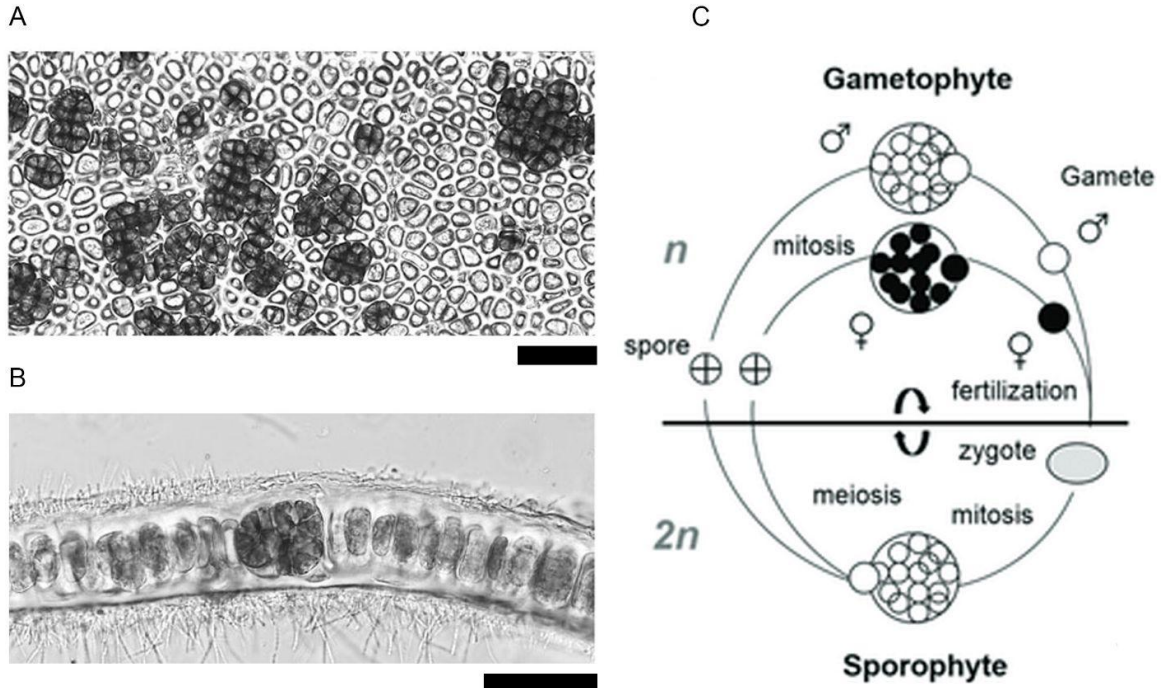 A
B
C
Gametophyte
♂
Gamete
♂
n
mitosis
spore
♀
♀
fertilization
zygote
meiosis
mitosis
2n
Sporophyte